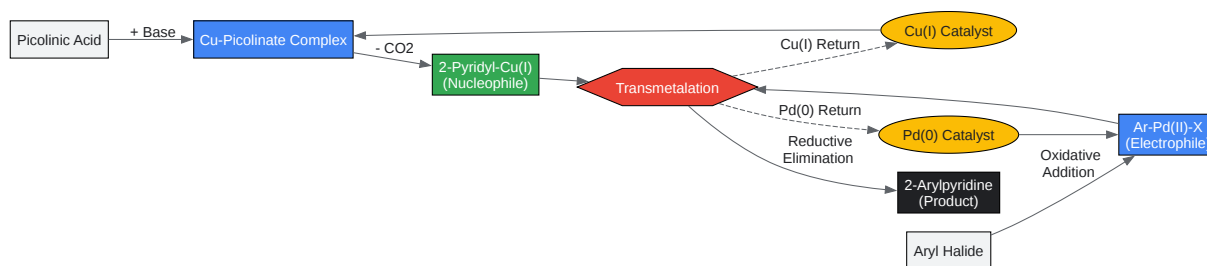 Picolinic Acid
+ Base
Cu-Picolinate Complex
- CO2
2-Pyridyl-Cu(I)
(Nucleophile)
Transmetalation
Cu(I) Return
Cu(I) Catalyst
Pd(0) Return
Pd(0) Catalyst
Reductive
Elimination
2-Arylpyridine
(Product)
Oxidative
Addition
Ar-Pd(II)-X
(Electrophile)
Aryl Halide